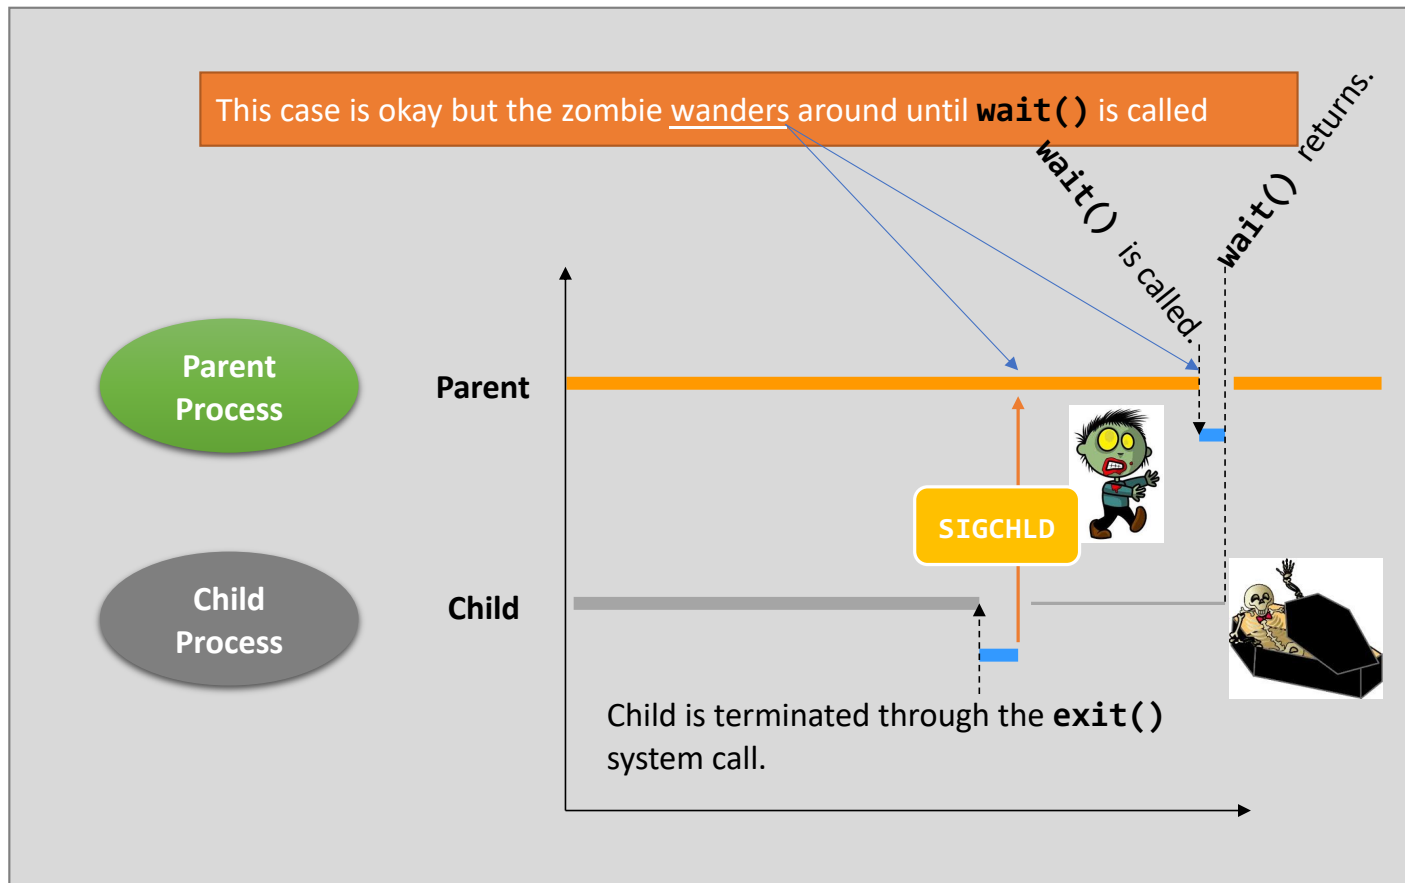 This case is okay but the zombie wanders around until wait() is called
wait() is called.
wait() returns.
Parent
Process
Parent
SIGCHLD
Child
Process
Child
Child is terminated through the exit()
system call.